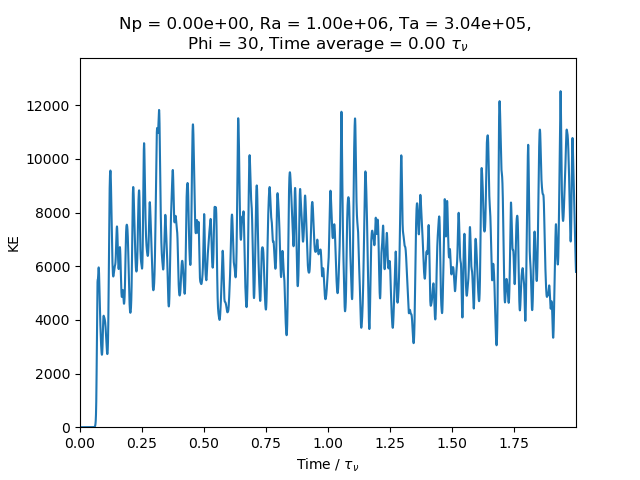 Np = 0.00e+00, Ra = 1.00e+06, Ta = 3.04e+05,
Phi = 30, Time average = 0.00 τν
12000
10000
8000
6000
4000
2000
0
KE
0.00 0.25 0.50 0.75 1.00 1.25 1.50 1.75
Time / τν